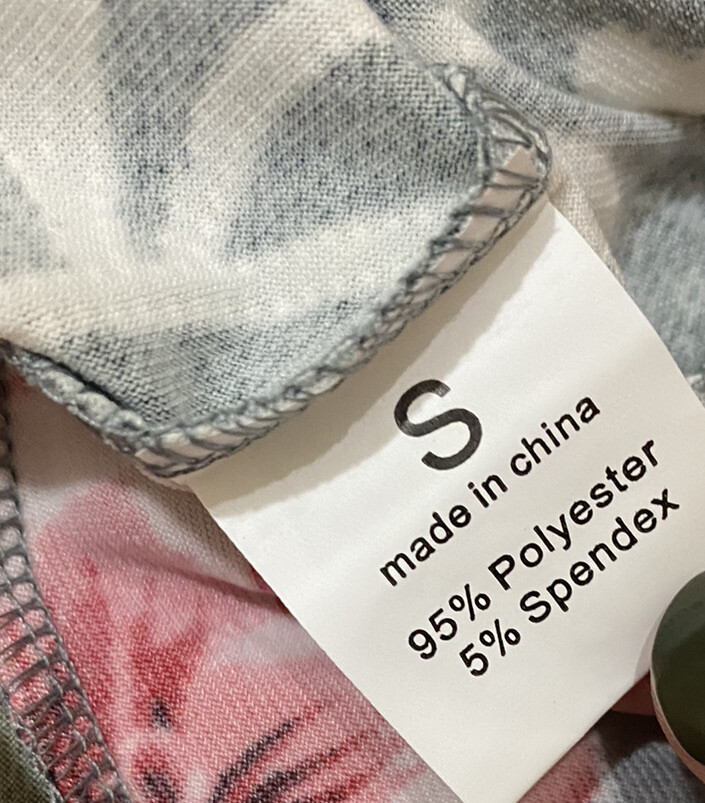 S
made in china
95% Polyester
5% Spendex